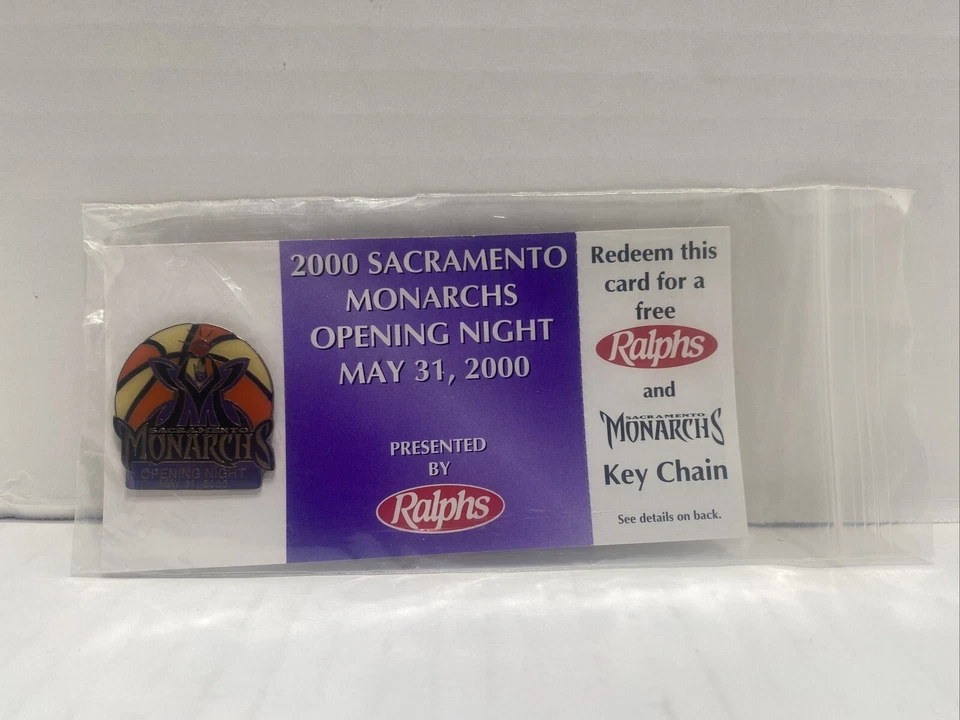 SACRAMENTO
MONARCHS
OPENING NIGHT
2000 SACRAMENTO
MONARCHS
OPENING NIGHT
MAY 31, 2000
PRESENTED
BY
Ralphs
Redeem this
card for a
free
Ralphs
and
SACRAMENTO
MONARCHS
Key Chain
See details on back.